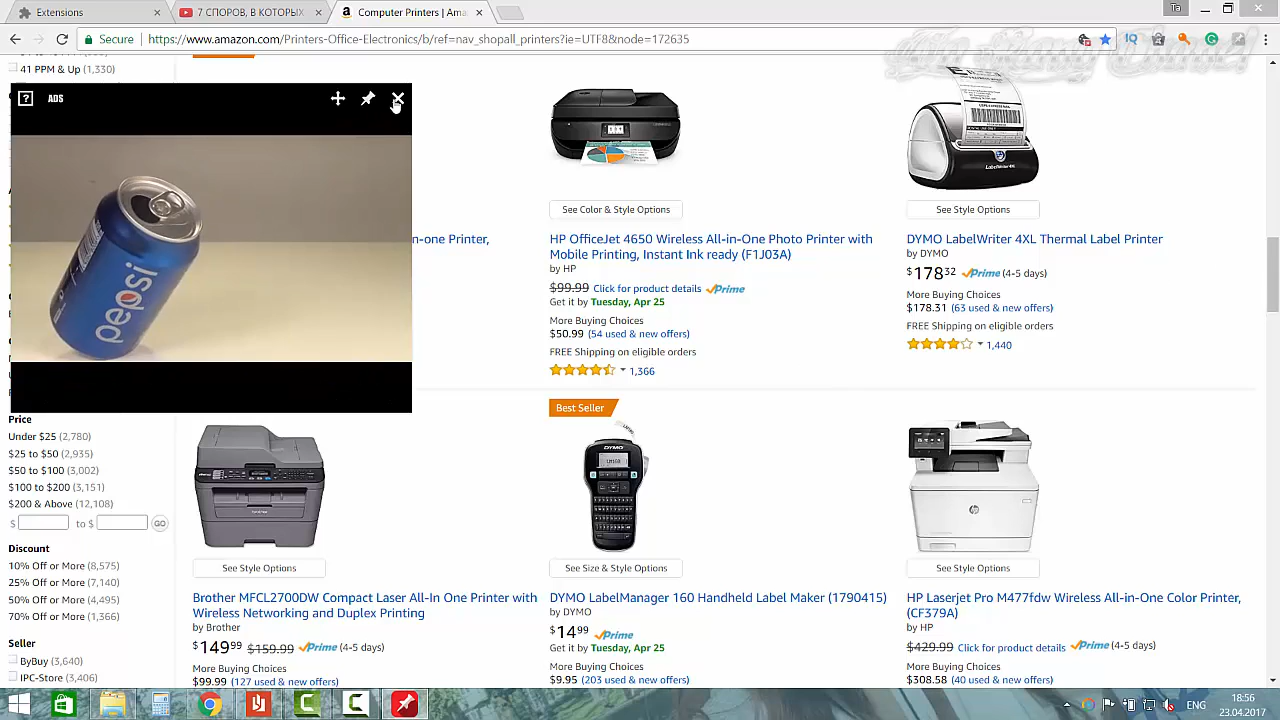 Extensions
7 СПОРОВ, В КОТОРЫХ
Computer Printers | Ama
Secure
https://www.amazon.com/Printers-Office-Electronics/b/ref=nav_shopall_printers?ie=UTF8&node=172635
41 PPM & Up (1,330)
? ADS
pepsi
n-one Printer,
See Color & Style Options
HP OfficeJet 4650 Wireless All-in-One Photo Printer with
Mobile Printing, Instant Ink ready (F1J03A)
by HP
$99.99 Click for product details Prime
Get it by Tuesday, Apr 25
More Buying Choices
$50.99 (54 used & new offers)
FREE Shipping on eligible orders
1,366
LabelWriter 4XL
See Style Options
DYMO LabelWriter 4XL Thermal Label Printer
by DYMO
$17832 Prime (4-5 days)
More Buying Choices
$178.31 (63 used & new offers)
FREE Shipping on eligible orders
1,440
Price
Under $25 (2,780)
$25 to $50 (2,935)
$50 to $100 (3,002)
$100 to $200 (3,151)
$200 & Above (12,108)
$ to $ GO
Discount
10% Off or More (8,575)
25% Off or More (7,140)
50% Off or More (4,495)
70% Off or More (1,366)
Seller
ByBuy (3,640)
IPC-Store (3,406)
See Style Options
Brother MFCL2700DW Compact Laser All-In One Printer with
Wireless Networking and Duplex Printing
by Brother
$14999 $159.99 Prime (4-5 days)
More Buying Choices
$99.99 (127 used & new offers)
Best Seller
DYMO
See Size & Style Options
DYMO LabelManager 160 Handheld Label Maker (1790415)
by DYMO
$1499 Prime
Get it by Tuesday, Apr 25
More Buying Choices
$9.95 (203 used & new offers)
See Style Options
HP Laserjet Pro M477fdw Wireless All-in-One Color Printer,
(CF379A)
by HP
$429.99 Click for product details Prime (4-5 days)
More Buying Choices
$308.58 (40 used & new offers)
ENG
18:56
23.04.2017